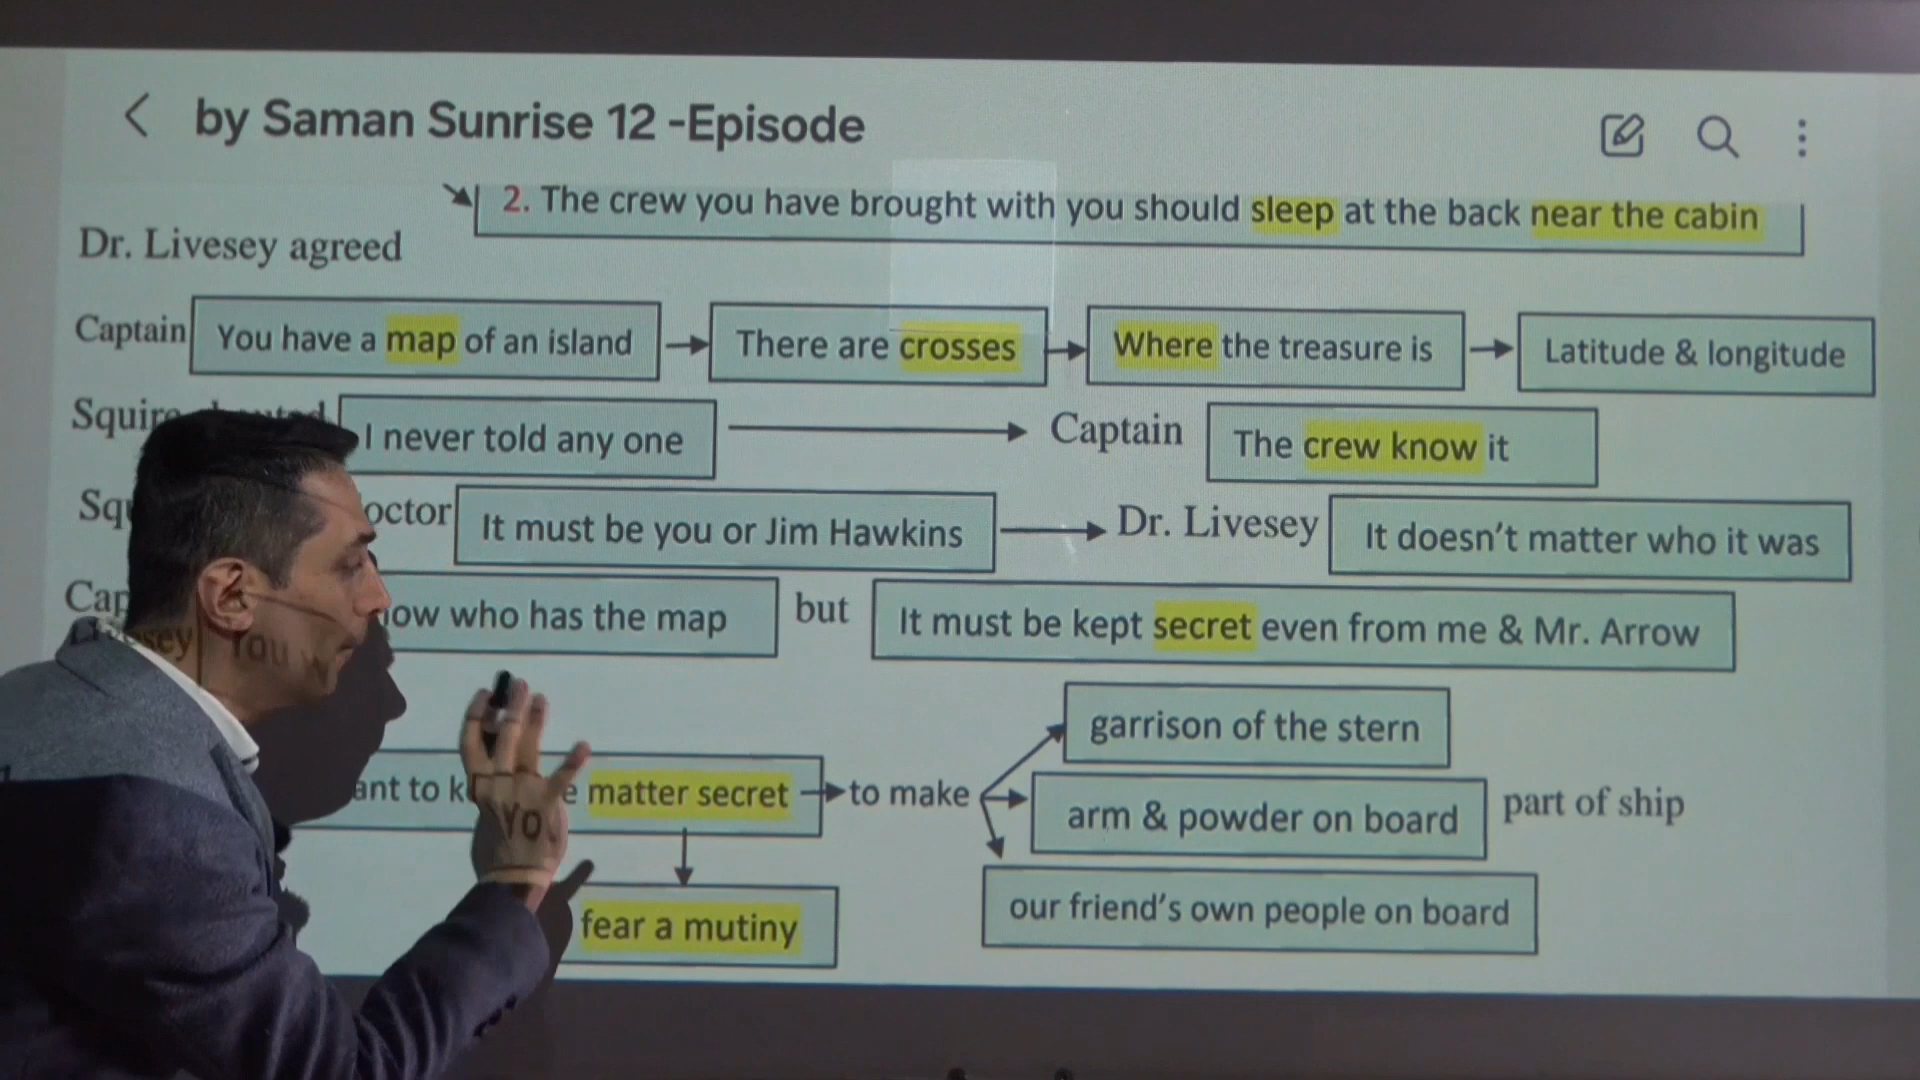 by Saman Sunrise 12 -Episode
2. The crew you have brought with you should sleep at the back near the cabin
Dr. Livesey agreed
Captain You have a map of an island There are crosses Where the treasure is Latitude & longitude
I never told any one Captain The crew know it
It must be you or Jim Hawkins Dr. Livesey It doesn't matter who it was
who has the map but It must be kept secret even from me & Mr. Arrow
garrison of the stern
to matter secret to make arm & powder on board part of ship
our friend's own people on board
fear a mutiny